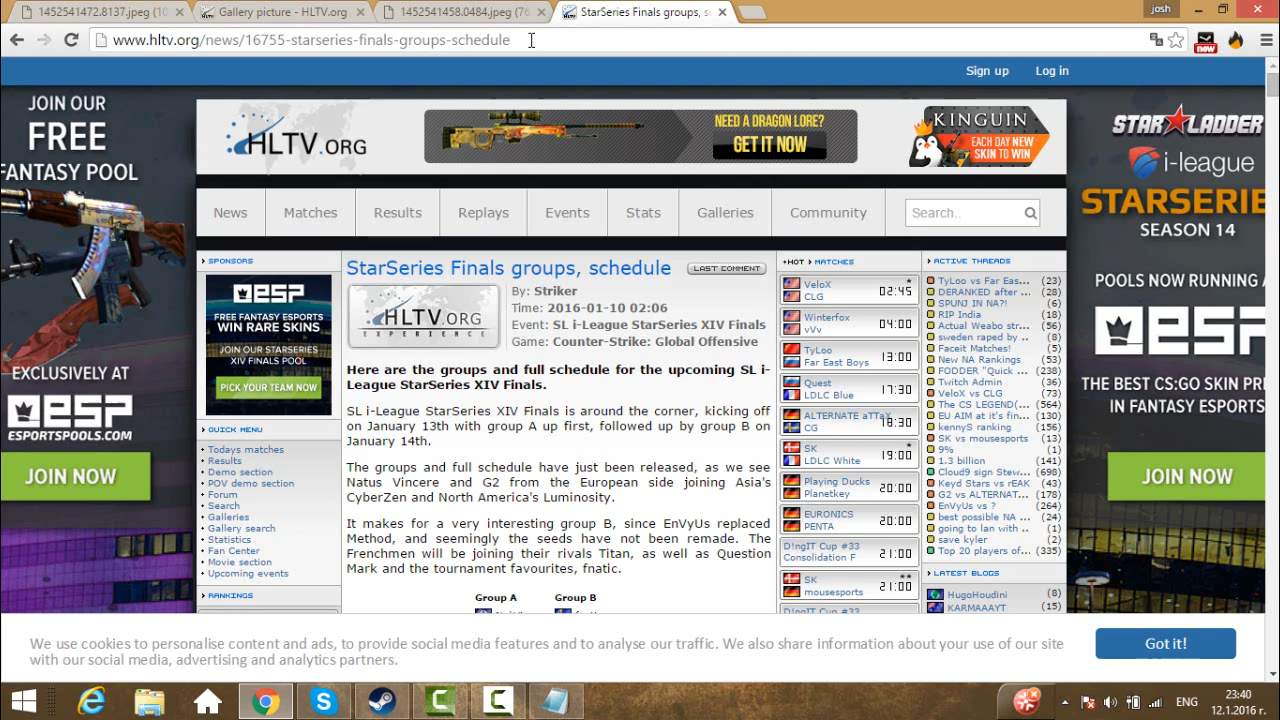 1452541472.8137.jpeg (10
Gallery picture - HLTV.org
1452541458.0484.jpeg (76
StarSeries Finals groups, s
josh
www.hltv.org/news/16755-starseries-finals-groups-schedule
new
Sign up
Log in
JOIN OUR
FREE
FANTASY POOL
EXCLUSIVELY AT
ESP
ESPORTSPOOLS.COM
JOIN NOW
HLTV.ORG
NEED A DRAGON LORE?
GET IT NOW
KINGUIN
EACH DAY NEW
SKIN TO WIN
STAR LADDER
i-league
STARSERIE
SEASON 14
POOLS NOW RUNNING A
ESP
THE BEST CS:GO SKIN PRI
IN FANTASY ESPORTS
JOIN NOW
News
Matches
Results
Replays
Events
Stats
Galleries
Community
Search..
SPONSORS
ESP
FREE FANTASY ESPORTS
WIN RARE SKINS
JOIN OUR STARSERIES
XIV FINALS POOL
PICK YOUR TEAM NOW
QUICK MENU
Todays matches
Results
Demo section
POV demo section
Forum
Search
Galleries
Gallery search
Statistics
Fan Center
Movie section
Upcoming events
RANKINGS
StarSeries Finals groups, schedule
LAST COMMENT
HLTV.ORG
EXPERIENCE
By: Striker
Time: 2016-01-10 02:06
Event: SL i-League StarSeries XIV Finals
Game: Counter-Strike: Global Offensive
Here are the groups and full schedule for the upcoming SL i-
League StarSeries XIV Finals.
SL i-League StarSeries XIV Finals is around the corner, kicking off
on January 13th with group A up first, followed up by group B on
January 14th.
The groups and full schedule have just been released, as we see
Natus Vincere and G2 from the European side joining Asia's
CyberZen and North America's Luminosity.
It makes for a very interesting group B, since EnVyUs replaced
Method, and seemingly the seeds have not been remade. The
Frenchmen will be joining their rivals Titan, as well as Question
Mark and the tournament favourites, fnatic.
Group A
Group B
HOT
MATCHES
VeloX
CLG
02:45
Winterfox
vVv
04:00
TyLoo
Far East Boys
13:00
Quest
LDLC Blue
17:30
ALTERNATE aTTaX
CG
18:30
SK
LDLC White
19:00
Playing Ducks
Planetkey
20:00
EURONICS
PENTA
20:00
D!ngIT Cup #33
Consolidation F
21:00
SK
mousesports
21:00
D!ngIT Cup #33
ACTIVE THREADS
TyLoo vs Far Eas... (23)
DERANKED after ... (28)
SPUNJ IN NA?! (6)
RIP India (18)
Actual Weabo str... (56)
sweden raped by ... (44)
Faceit Matches! (5)
New NA Rankings (53)
FODDER "Quick ... (22)
Twitch Admin (36)
VeloX vs CLG (73)
The CS LEGEND(... (564)
EU AIM at it's fin... (130)
kennyS ranking (156)
SK vs mousesports (13)
9% (1)
1.3 billion (41)
Cloud9 sign Stew... (698)
Keyd Stars vs rEAK (43)
G2 vs ALTERNAT... (178)
EnVyUs vs ? (264)
best possible NA ... (24)
going to lan with ... (10)
save kyler (3)
Top 20 players of... (335)
LATEST BLOGS
HugoHoudini (8)
KARMAAAYT (15)
We use cookies to personalise content and ads, to provide social media features and to analyse our traffic. We also share information about your use of our site
with our social media, advertising and analytics partners.
Got it!
ENG
23:40
12.1.2016 г.